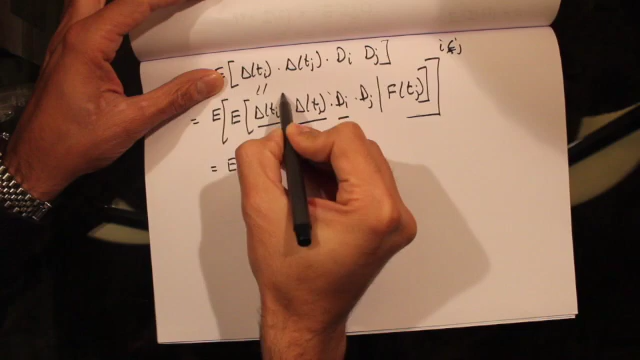 E[Δ(tᵢ) · Δ(tⱼ) · Dᵢ Dⱼ] i<j
= E[E[Δ(tᵢ) Δ(tⱼ) · Dᵢ · Dⱼ | F(tⱼ)]]
= E